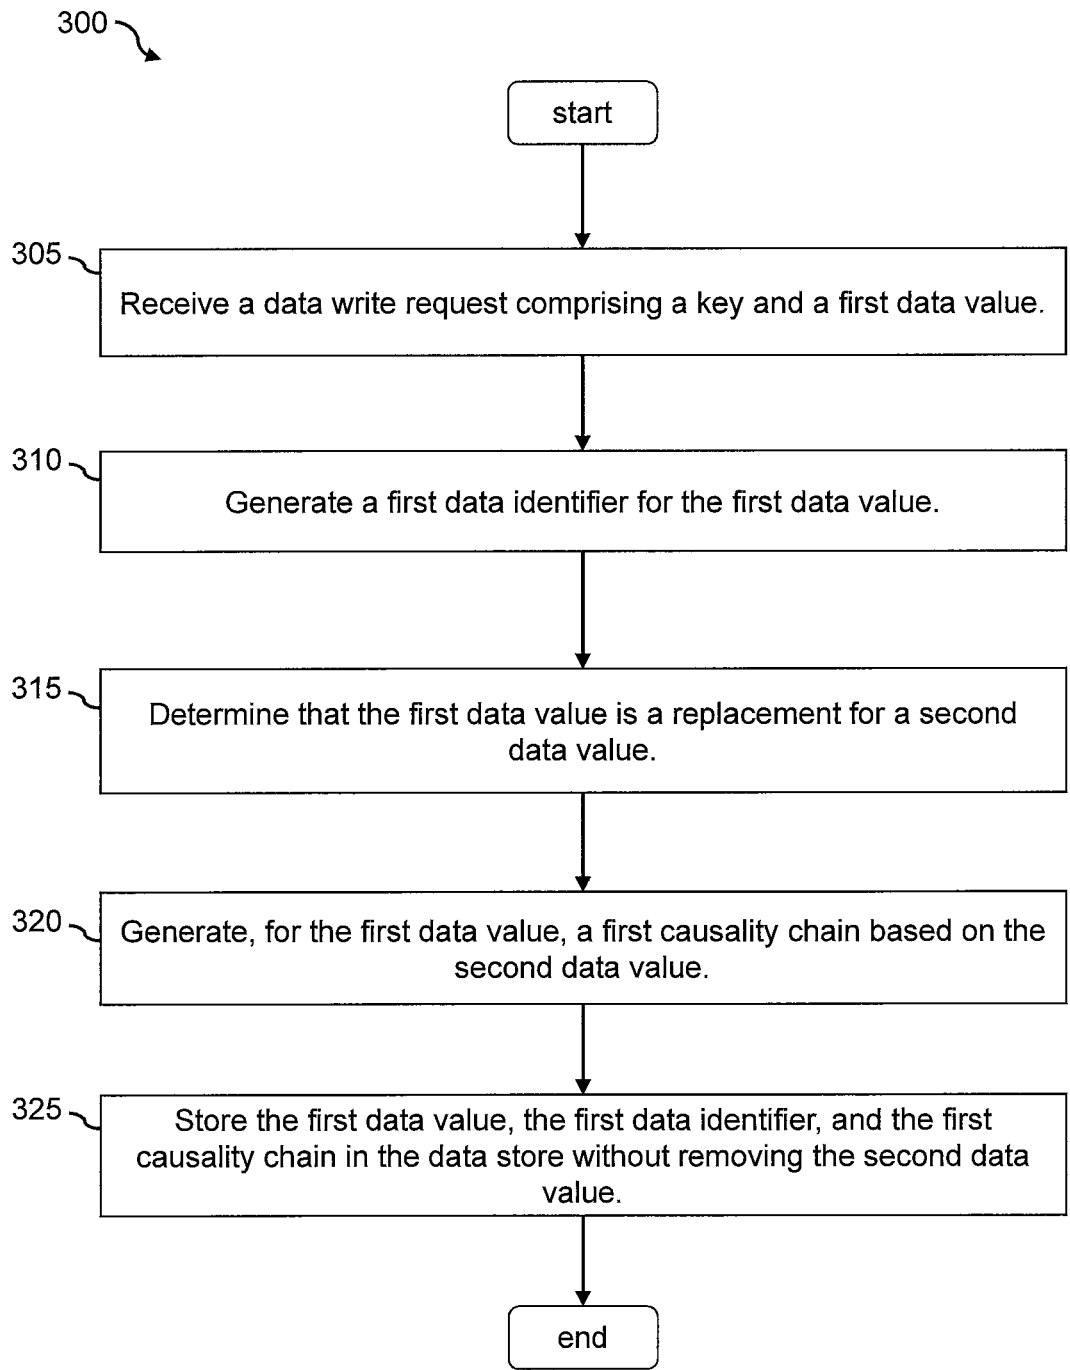 300
start
305
Receive a data write request comprising a key and a first data value.
310
Generate a first data identifier for the first data value.
315
Determine that the first data value is a replacement for a second
data value.
320
Generate, for the first data value, a first causality chain based on the
second data value.
325
Store the first data value, the first data identifier, and the first
causality chain in the data store without removing the second data
value.
end